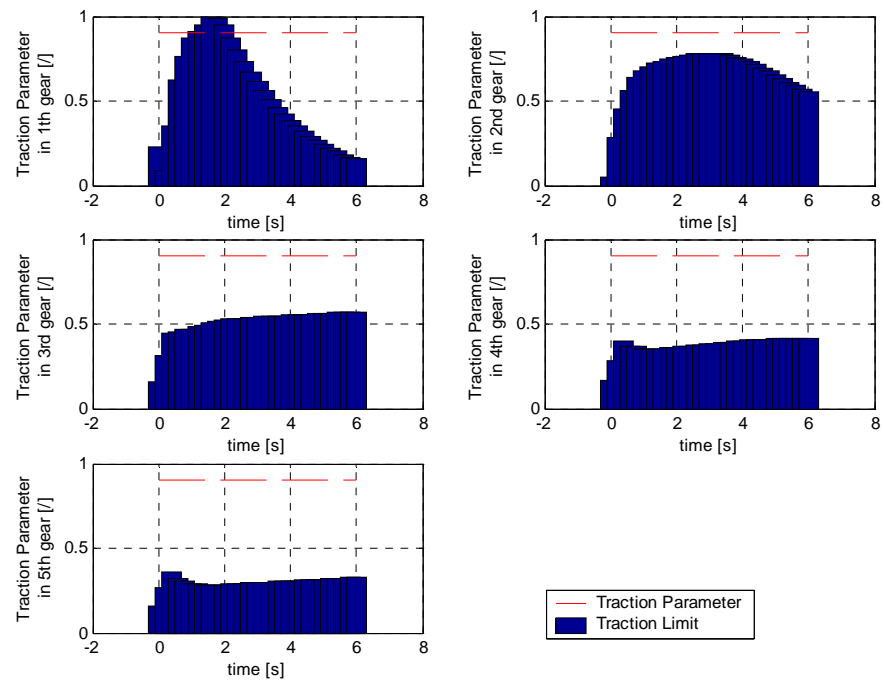 Traction Parameter
in 1th gear [/]
1
0.5
0
-2 0 2 4 6 8
time [s]
Traction Parameter
in 2nd gear [/]
1
0.5
0
-2 0 2 4 6 8
time [s]
Traction Parameter
in 3rd gear [/]
1
0.5
0
-2 0 2 4 6 8
time [s]
Traction Parameter
in 4th gear [/]
1
0.5
0
-2 0 2 4 6 8
time [s]
Traction Parameter
in 5th gear [/]
1
0.5
0
-2 0 2 4 6 8
time [s]
Traction Parameter
Traction Limit